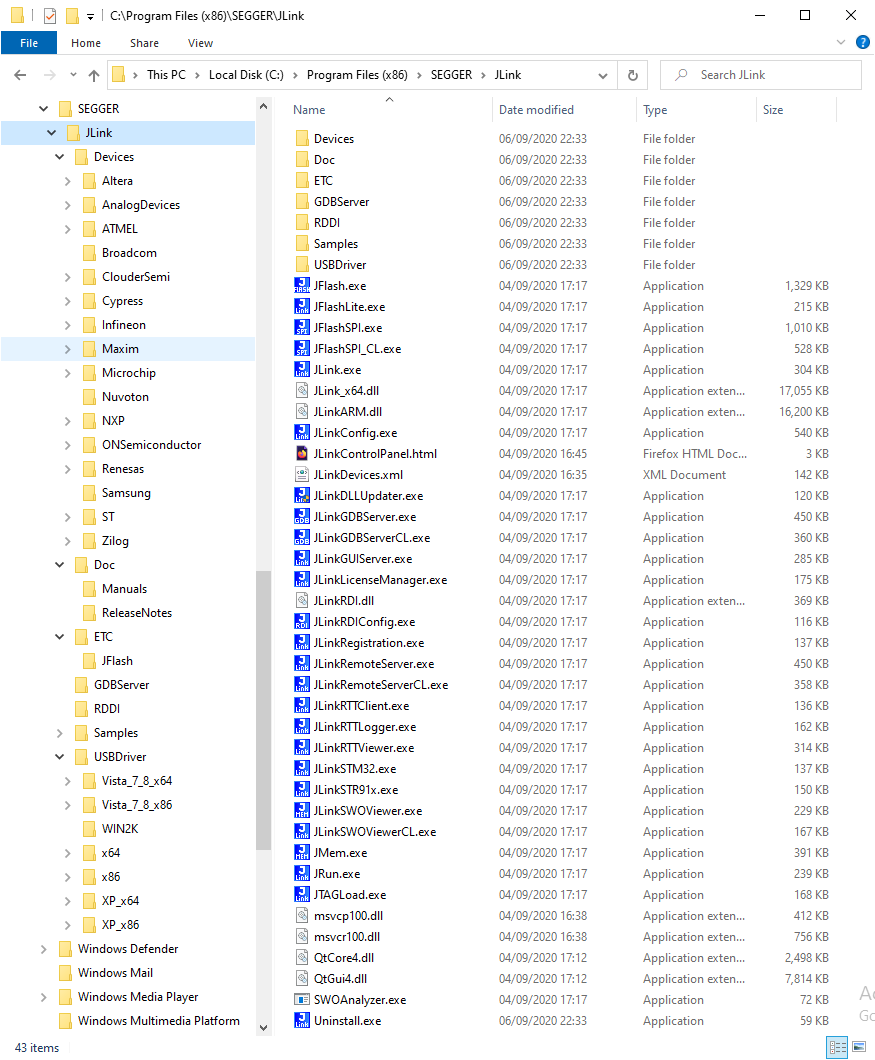 C:\Program Files (x86)\SEGGER\JLink
File Home Share View
This PC Local Disk (C:) Program Files (x86) SEGGER JLink Search JLink
SEGGER
JLink
Devices
Altera
AnalogDevices
ATMEL
Broadcom
ClouderSemi
Cypress
Infineon
Maxim
Microchip
Nuvoton
NXP
ONSemiconductor
Renesas
Samsung
ST
Zilog
Doc
Manuals
ReleaseNotes
ETC
JFlash
GDBServer
RDDI
Samples
USBDriver
Vista_7_8_x64
Vista_7_8_x86
WIN2K
x64
x86
XP_x64
XP_x86
Windows Defender
Windows Mail
Windows Media Player
Windows Multimedia Platform
Name Date modified Type Size
Devices 06/09/2020 22:33 File folder
Doc 06/09/2020 22:33 File folder
ETC 06/09/2020 22:33 File folder
GDBServer 06/09/2020 22:33 File folder
RDDI 06/09/2020 22:33 File folder
Samples 06/09/2020 22:33 File folder
USBDriver 06/09/2020 22:33 File folder
JFlash.exe 04/09/2020 17:17 Application 1,329 KB
JFlashLite.exe 04/09/2020 17:17 Application 215 KB
JFlashSPI.exe 04/09/2020 17:17 Application 1,010 KB
JFlashSPI_CL.exe 04/09/2020 17:17 Application 528 KB
JLink.exe 04/09/2020 17:17 Application 304 KB
JLink_x64.dll 04/09/2020 17:17 Application exten... 17,055 KB
JLinkARM.dll 04/09/2020 17:17 Application exten... 16,200 KB
JLinkConfig.exe 04/09/2020 17:17 Application 540 KB
JLinkControlPanel.html 04/09/2020 16:45 Firefox HTML Doc... 3 KB
JLinkDevices.xml 04/09/2020 16:35 XML Document 142 KB
JLinkDLLUpdater.exe 04/09/2020 17:17 Application 120 KB
JLinkGDBServer.exe 04/09/2020 17:17 Application 450 KB
JLinkGDBServerCL.exe 04/09/2020 17:17 Application 360 KB
JLinkGUIServer.exe 04/09/2020 17:17 Application 285 KB
JLinkLicenseManager.exe 04/09/2020 17:17 Application 175 KB
JLinkRDI.dll 04/09/2020 17:17 Application exten... 369 KB
JLinkRDIConfig.exe 04/09/2020 17:17 Application 116 KB
JLinkRegistration.exe 04/09/2020 17:17 Application 137 KB
JLinkRemoteServer.exe 04/09/2020 17:17 Application 450 KB
JLinkRemoteServerCL.exe 04/09/2020 17:17 Application 358 KB
JLinkRTTClient.exe 04/09/2020 17:17 Application 136 KB
JLinkRTTLogger.exe 04/09/2020 17:17 Application 162 KB
JLinkRTTViewer.exe 04/09/2020 17:17 Application 314 KB
JLinkSTM32.exe 04/09/2020 17:17 Application 137 KB
JLinkSTR91x.exe 04/09/2020 17:17 Application 150 KB
JLinkSWOViewer.exe 04/09/2020 17:17 Application 229 KB
JLinkSWOViewerCL.exe 04/09/2020 17:17 Application 167 KB
JMem.exe 04/09/2020 17:17 Application 391 KB
JRun.exe 04/09/2020 17:17 Application 239 KB
JTAGLoad.exe 04/09/2020 17:17 Application 168 KB
msvcp100.dll 04/09/2020 16:38 Application exten... 412 KB
msvcr100.dll 04/09/2020 16:38 Application exten... 756 KB
QtCore4.dll 04/09/2020 17:12 Application exten... 2,498 KB
QtGui4.dll 04/09/2020 17:12 Application exten... 7,814 KB
SWOAnalyzer.exe 04/09/2020 17:17 Application 72 KB
Uninstall.exe 06/09/2020 22:33 Application 59 KB
43 items